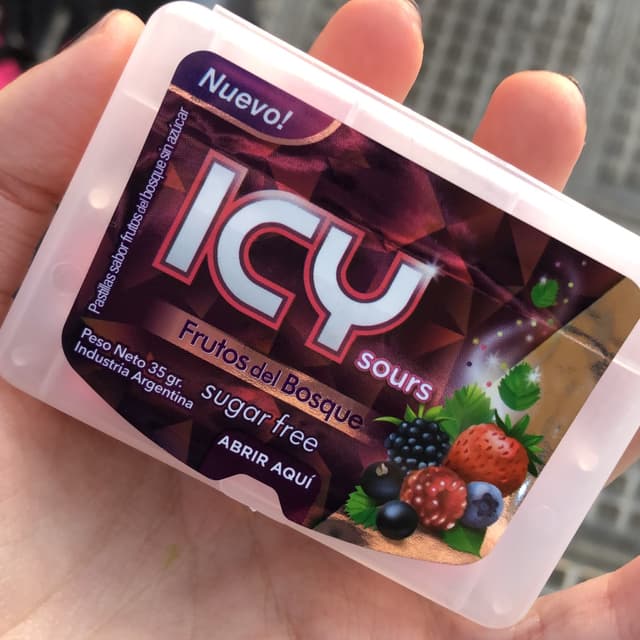 Nuevo!
Pastillas sabor frutos del bosque sin azúcar
ICY
sours
Frutos del Bosque
sugar free
Peso Neto 35 gr.
Industria Argentina
ABRIR AQUÍ